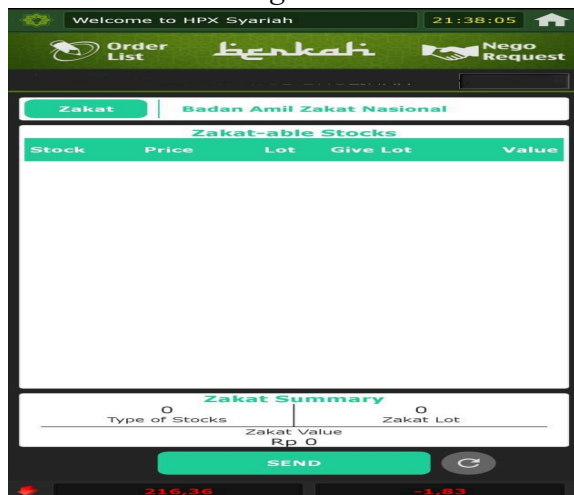 Welcome to HPX Syariah 21:38:05
Order List berkah Nego Request
Zakat Badan Amil Zakat Nasional
Zakat-able Stocks
Stock Price Lot Give Lot Value
Zakat Summary
0 0
Type of Stocks Zakat Lot
Zakat Value
Rp 0
SEND
216,36 -1,83